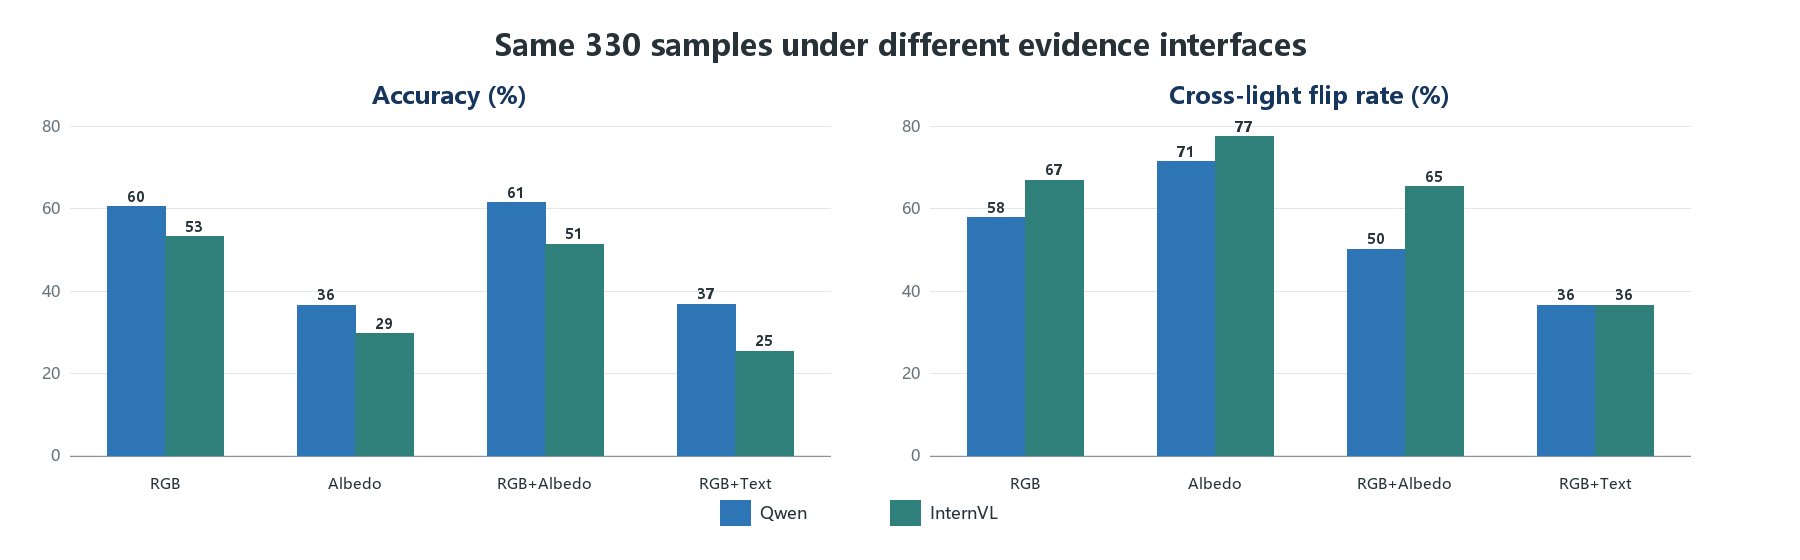 Same 330 samples under different evidence interfaces
Accuracy (%)
80
60
40
20
0
60
53
36
29
61
51
37
25
RGB
Albedo
RGB+Albedo
RGB+Text
Cross-light flip rate (%)
80
60
40
20
0
58
67
71
77
50
65
36
36
RGB
Albedo
RGB+Albedo
RGB+Text
Qwen
InternVL